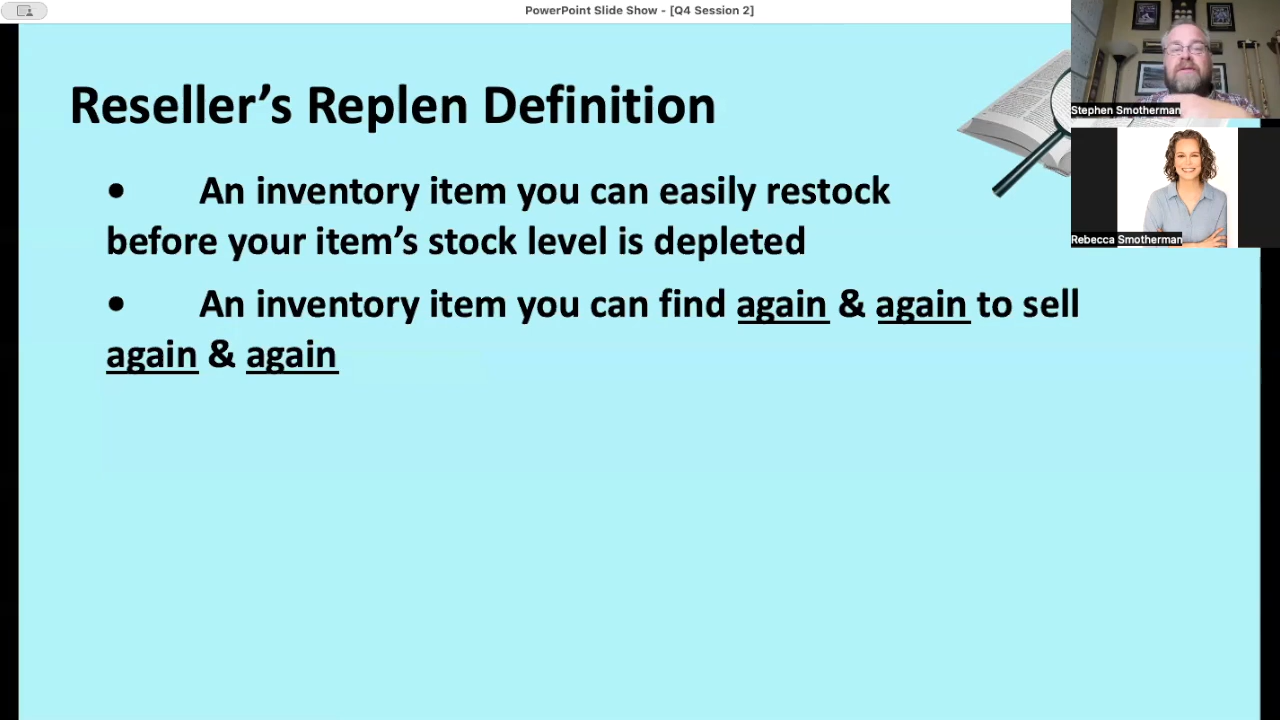 PowerPoint Slide Show - [Q4 Session 2]
Reseller’s Replen Definition
• An inventory item you can easily restock
before your item’s stock level is depleted
• An inventory item you can find again & again to sell
again & again
Stephen Smotherman
Rebecca Smotherman